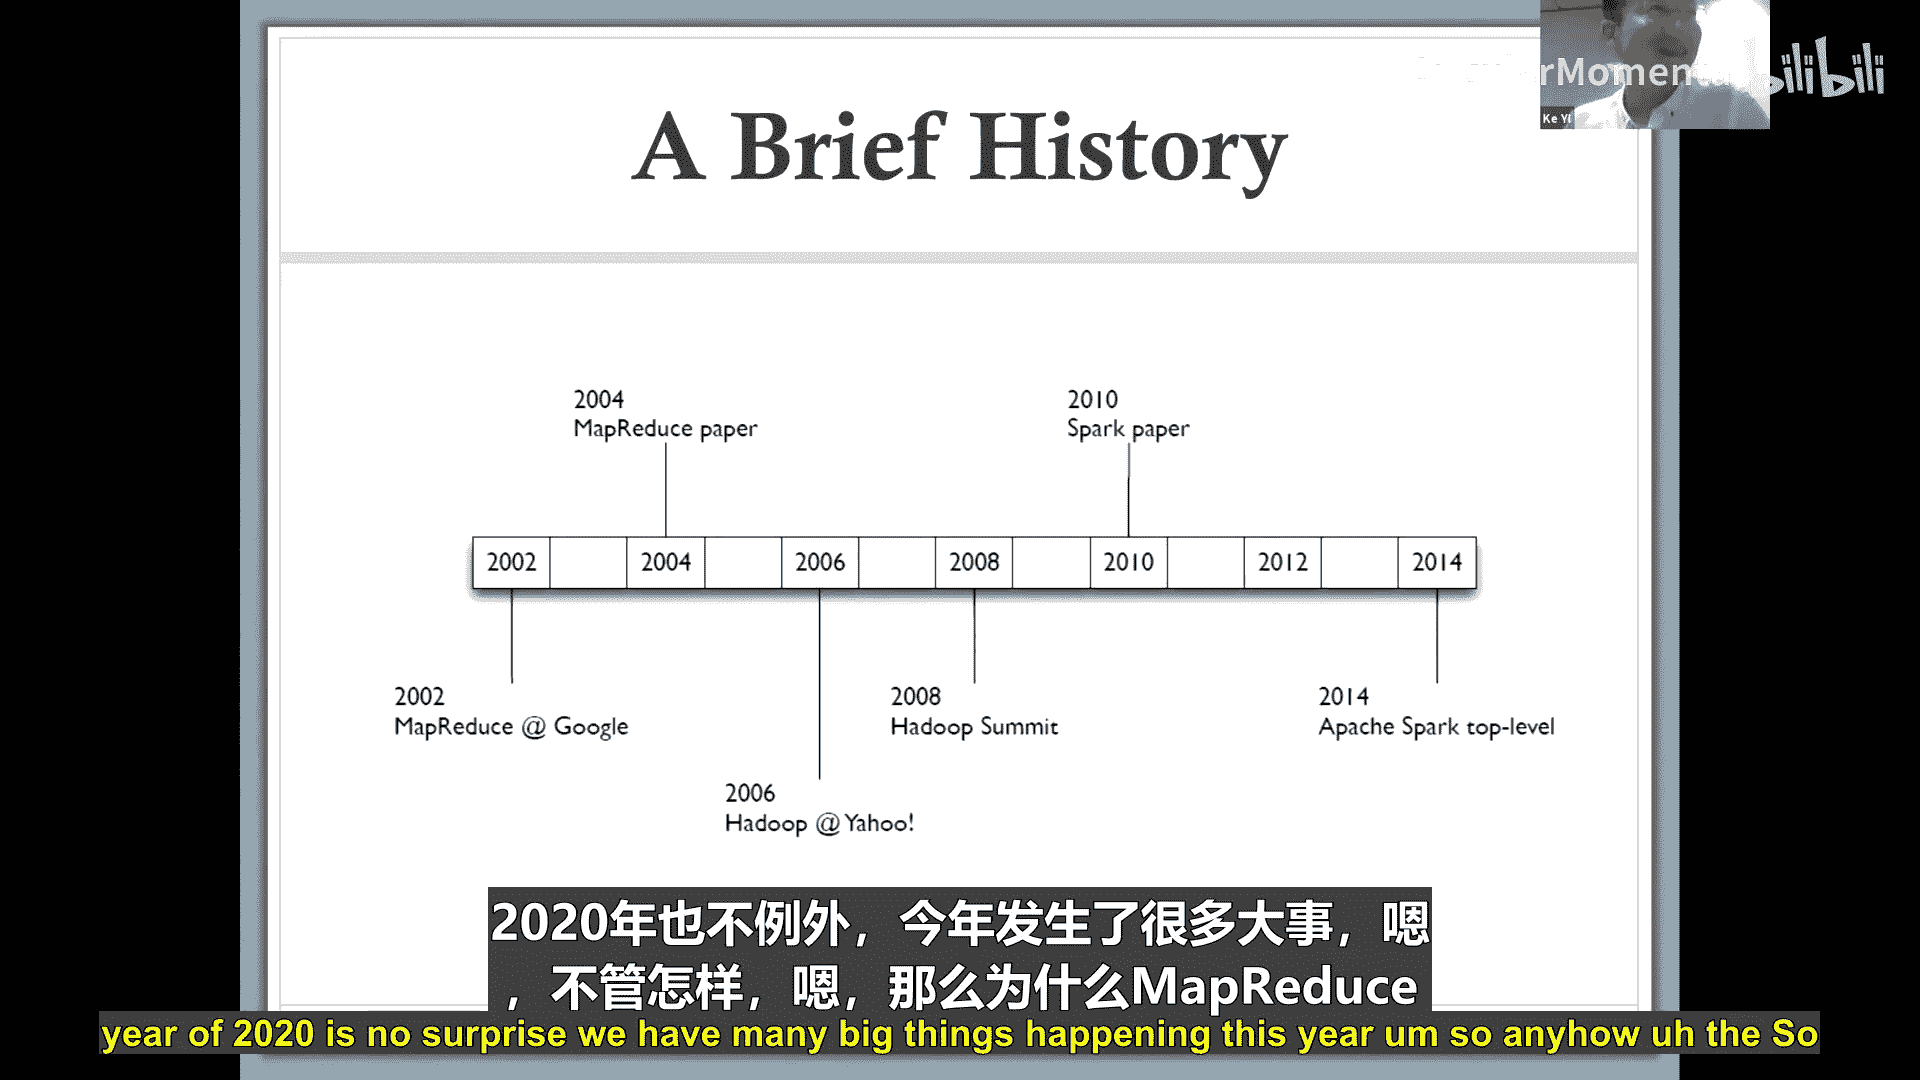 bilibili
Ke Yi
A Brief History
2004
MapReduce paper
2010
Spark paper
2002
2004
2006
2008
2010
2012
2014
2002
MapReduce @ Google
2008
Hadoop Summit
2014
Apache Spark top-level
2006
Hadoop @ Yahoo!
2020年也不例外，今年发生了很多大事，嗯
，不管怎样，嗯，那么为什么MapReduce
year of 2020 is no surprise we have many big things happening this year um so anyhow uh the So